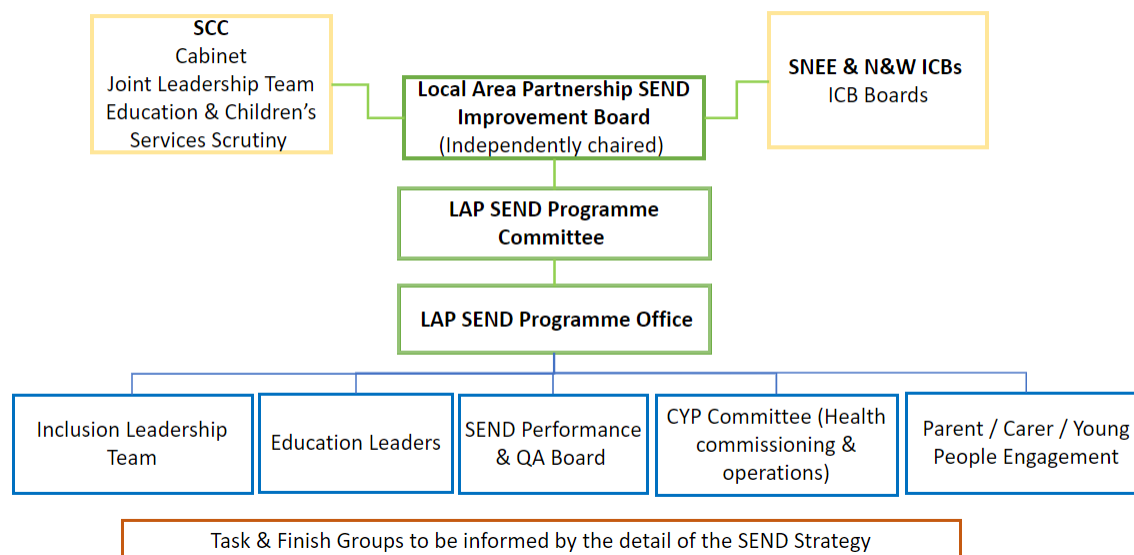 SCC
Cabinet
Joint Leadership Team
Education & Children’s
Services Scrutiny
Local Area Partnership SEND
Improvement Board
(Independently chaired)
SNEE & N&W ICBs
ICB Boards
LAP SEND Programme
Committee
LAP SEND Programme Office
Inclusion Leadership
Team
Education Leaders
SEND Performance
& QA Board
CYP Committee (Health
commissioning &
operations)
Parent / Carer / Young
People Engagement
Task & Finish Groups to be informed by the detail of the SEND Strategy